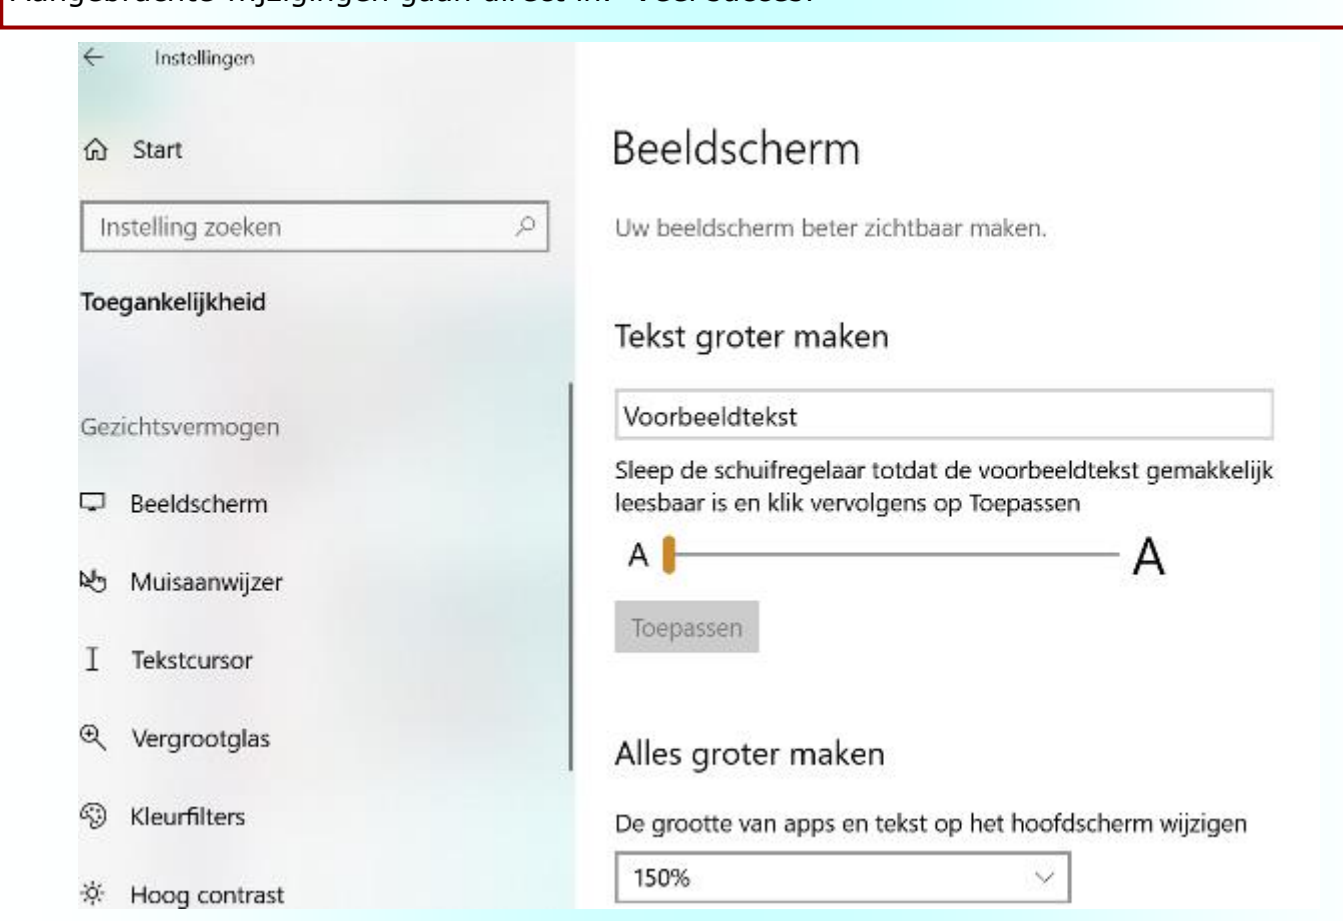 Instellingen
Start
Instelling zoeken
Toegankelijkheid
Gezichtsvermogen
Beeldscherm
Muisaanwijzer
Tekstcursor
Vergrootglas
Kleurfilters
Hoog contrast
Beeldscherm
Uw beeldscherm beter zichtbaar maken.
Tekst groter maken
Voorbeeldtekst
Sleep de schuifregelaar totdat de voorbeeldtekst gemakkelijk
leesbaar is en klik vervolgens op Toepassen
A A
Toepassen
Alles groter maken
De grootte van apps en tekst op het hoofdscherm wijzigen
150%